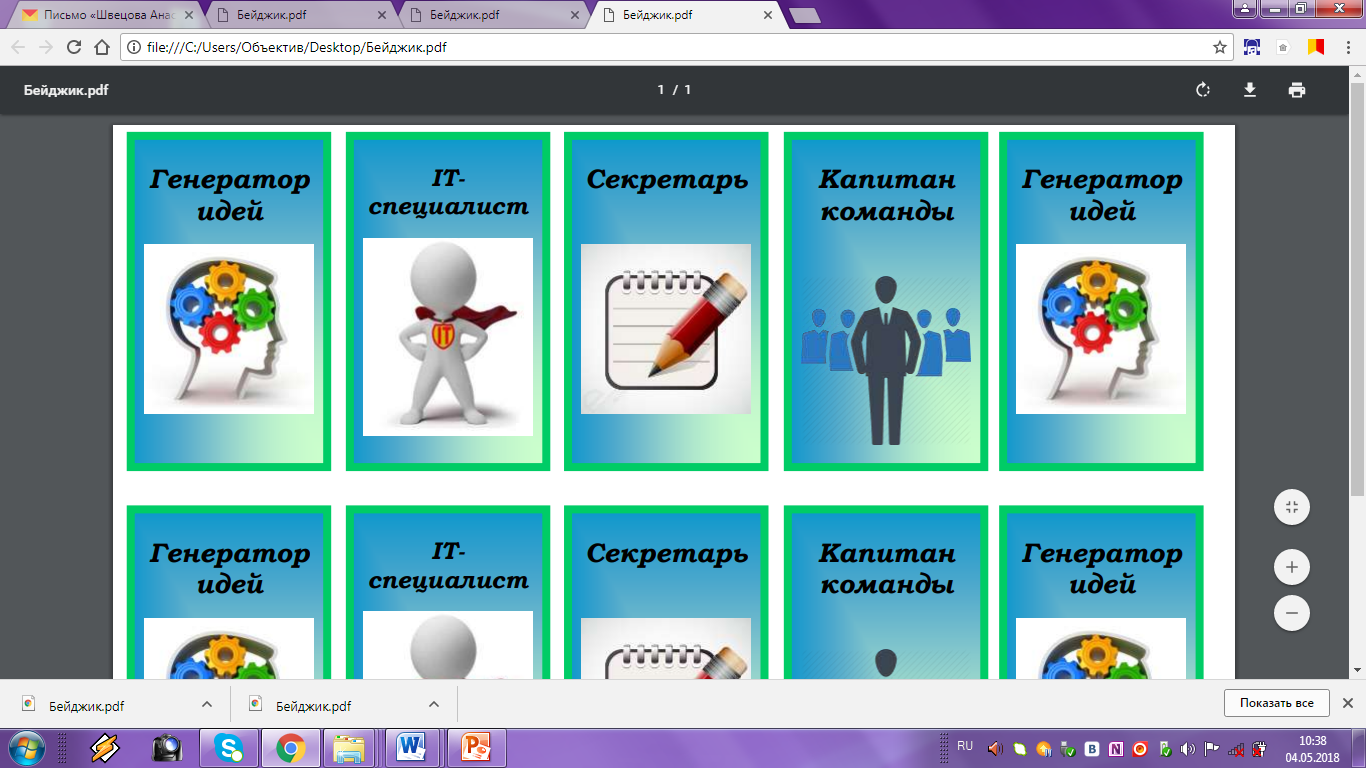 Письмо «Швецова Анас
Бейджик.pdf
Бейджик.pdf
Бейджик.pdf
file:///C:/Users/Объектив/Desktop/Бейджик.pdf
Бейджик.pdf
1 / 1
Генератор
идей
IT-
специалист
IT
Секретарь
Капитан
команды
Генератор
идей
Генератор
идей
IT-
специалист
Секретарь
Капитан
команды
Генератор
идей
Бейджик.pdf
Бейджик.pdf
Показать все
RU
10:38
04.05.2018